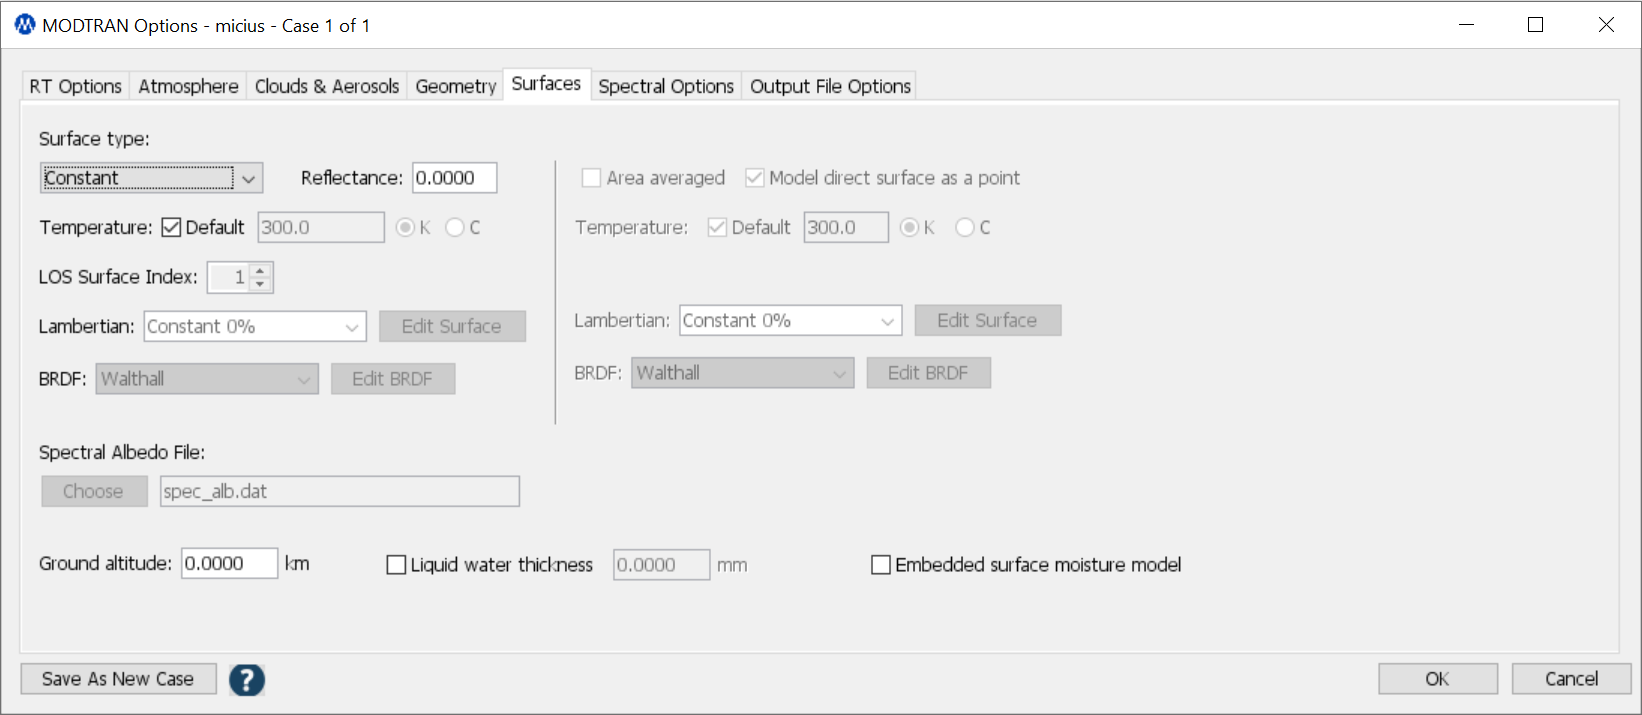 MODTRAN Options - micius - Case 1 of 1
RT Options Atmosphere Clouds & Aerosols Geometry Surfaces Spectral Options Output File Options
Surface type:
Constant Reflectance: 0.0000
Area averaged Model direct surface as a point
Temperature: Default 300.0 K C
Temperature: Default 300.0 K C
LOS Surface Index: 1
Lambertian: Constant 0% Edit Surface
Lambertian: Constant 0% Edit Surface
BRDF: Walthall Edit BRDF
BRDF: Walthall Edit BRDF
Spectral Albedo File:
Choose spec_alb.dat
Ground altitude: 0.0000 km Liquid water thickness 0.0000 mm Embedded surface moisture model
Save As New Case ? OK Cancel